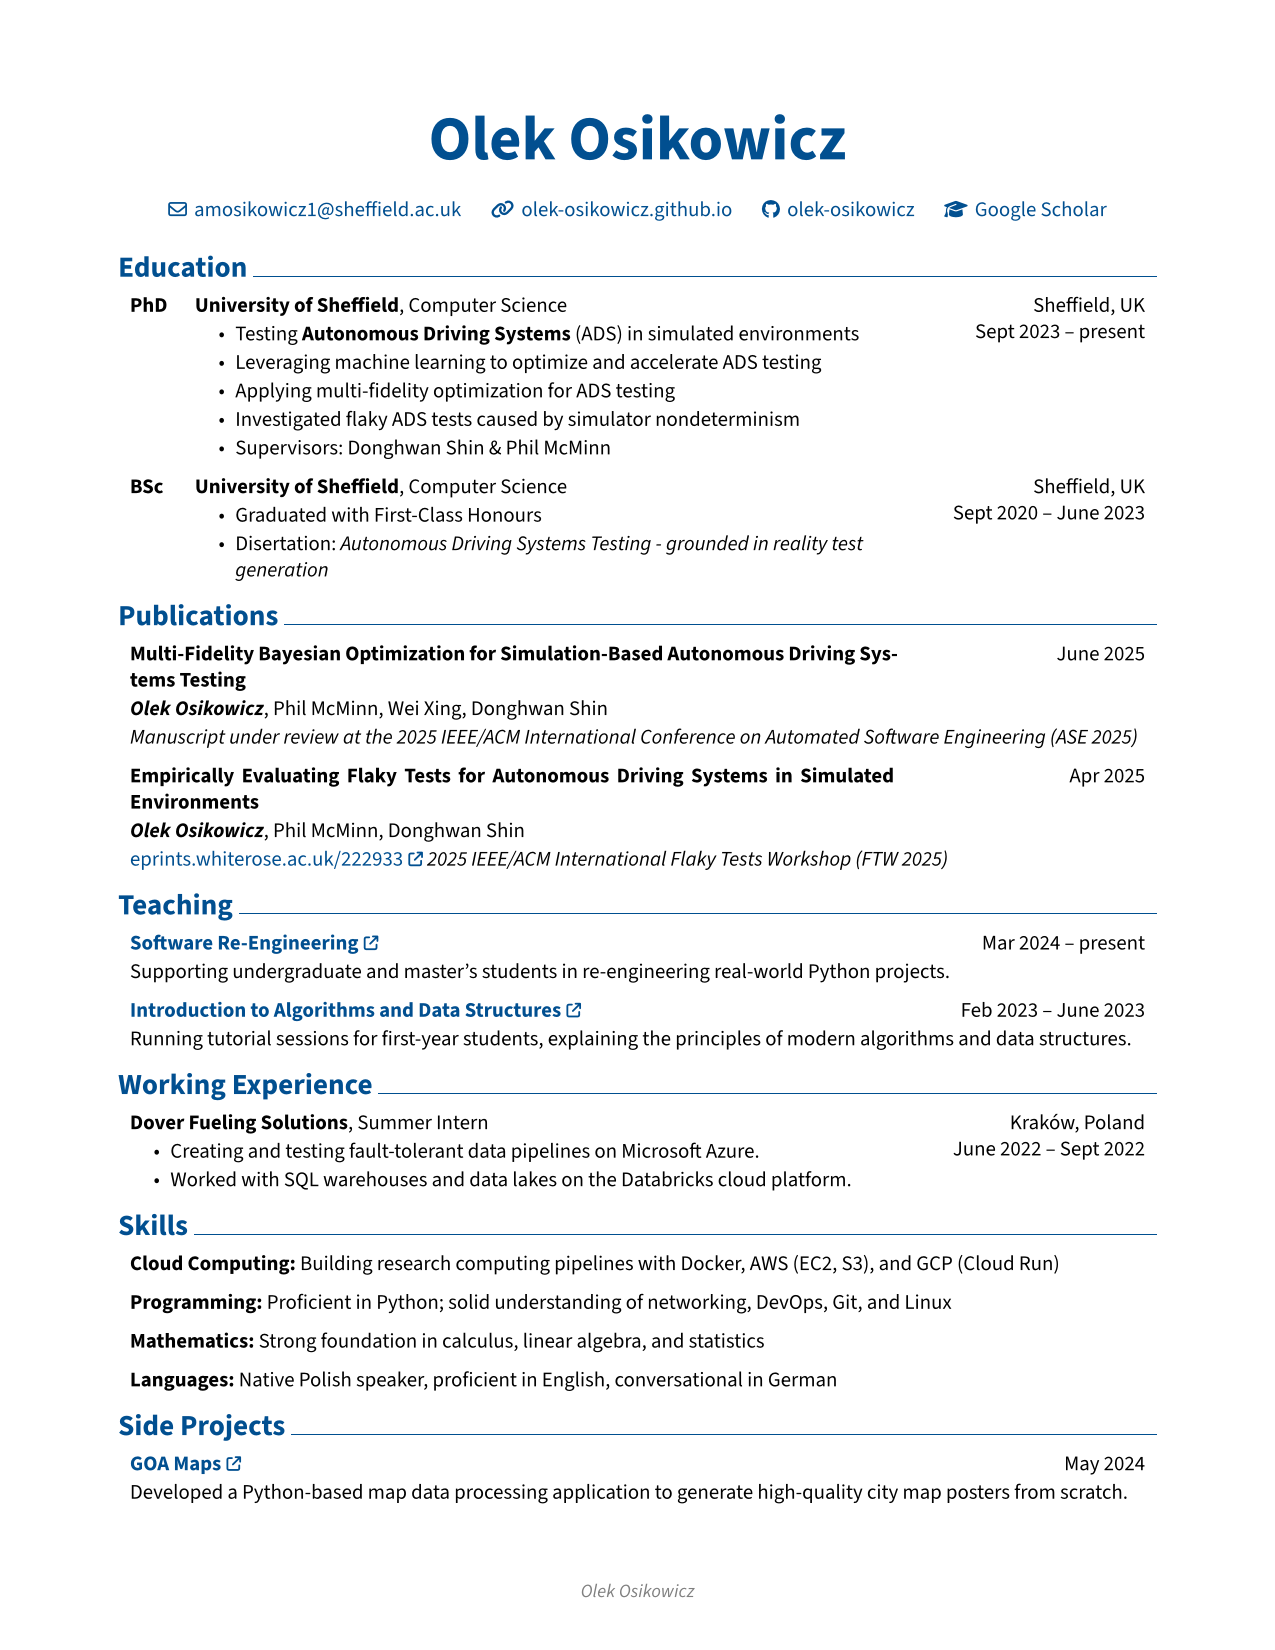 Olek Osikowicz
amosikowicz1@sheffield.ac.uk olek-osikowicz.github.io olek-osikowicz Google Scholar
Education
PhD University of Sheffield, Computer Science Sheffield, UK
• Testing Autonomous Driving Systems (ADS) in simulated environments Sept 2023 – present
• Leveraging machine learning to optimize and accelerate ADS testing
• Applying multi-fidelity optimization for ADS testing
• Investigated flaky ADS tests caused by simulator nondeterminism
• Supervisors: Donghwan Shin & Phil McMinn
BSc University of Sheffield, Computer Science Sheffield, UK
• Graduated with First-Class Honours Sept 2020 – June 2023
• Disertation: Autonomous Driving Systems Testing - grounded in reality test
generation
Publications
Multi-Fidelity Bayesian Optimization for Simulation-Based Autonomous Driving Sys- June 2025
tems Testing
Olek Osikowicz, Phil McMinn, Wei Xing, Donghwan Shin
Manuscript under review at the 2025 IEEE/ACM International Conference on Automated Software Engineering (ASE 2025)
Empirically Evaluating Flaky Tests for Autonomous Driving Systems in Simulated Apr 2025
Environments
Olek Osikowicz, Phil McMinn, Donghwan Shin
eprints.whiterose.ac.uk/222933 2025 IEEE/ACM International Flaky Tests Workshop (FTW 2025)
Teaching
Software Re-Engineering Mar 2024 – present
Supporting undergraduate and master’s students in re-engineering real-world Python projects.
Introduction to Algorithms and Data Structures Feb 2023 – June 2023
Running tutorial sessions for first-year students, explaining the principles of modern algorithms and data structures.
Working Experience
Dover Fueling Solutions, Summer Intern Kraków, Poland
• Creating and testing fault-tolerant data pipelines on Microsoft Azure. June 2022 – Sept 2022
• Worked with SQL warehouses and data lakes on the Databricks cloud platform.
Skills
Cloud Computing: Building research computing pipelines with Docker, AWS (EC2, S3), and GCP (Cloud Run)
Programming: Proficient in Python; solid understanding of networking, DevOps, Git, and Linux
Mathematics: Strong foundation in calculus, linear algebra, and statistics
Languages: Native Polish speaker, proficient in English, conversational in German
Side Projects
GOA Maps May 2024
Developed a Python-based map data processing application to generate high-quality city map posters from scratch.
Olek Osikowicz